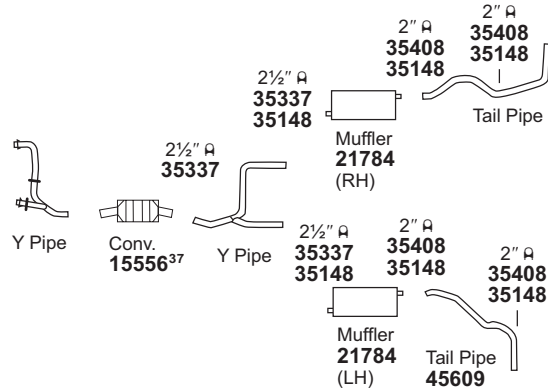 2" 35408 35148
2" 35408 35148
Tail Pipe
2½" 35337 35148
Muffler
21784
(RH)
2½" 35337
Y Pipe
Conv.
15556³⁷
Y Pipe
2½" 35337 35148
2" 35408 35148
2" 35408 35148
Muffler
21784
(LH)
Tail Pipe
45609